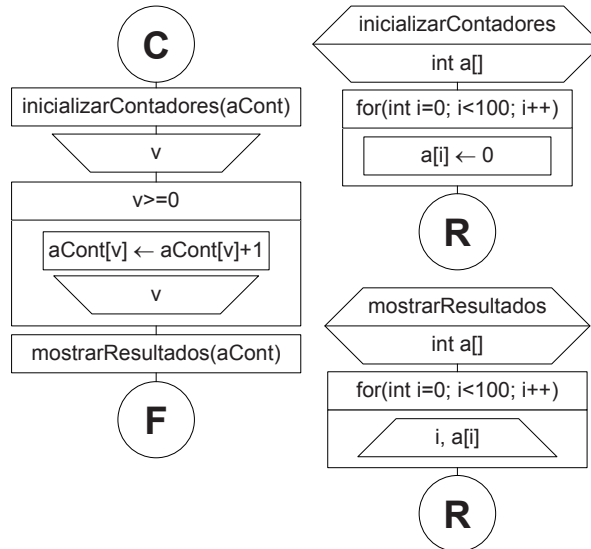 C
inicializarContadores(aCont)
v
v>=0
aCont[v] ← aCont[v]+1
v
mostrarResultados(aCont)
F
inicializarContadores
int a[]
for(int i=0; i<100; i++)
a[i] ← 0
R
mostrarResultados
int a[]
for(int i=0; i<100; i++)
i, a[i]
R